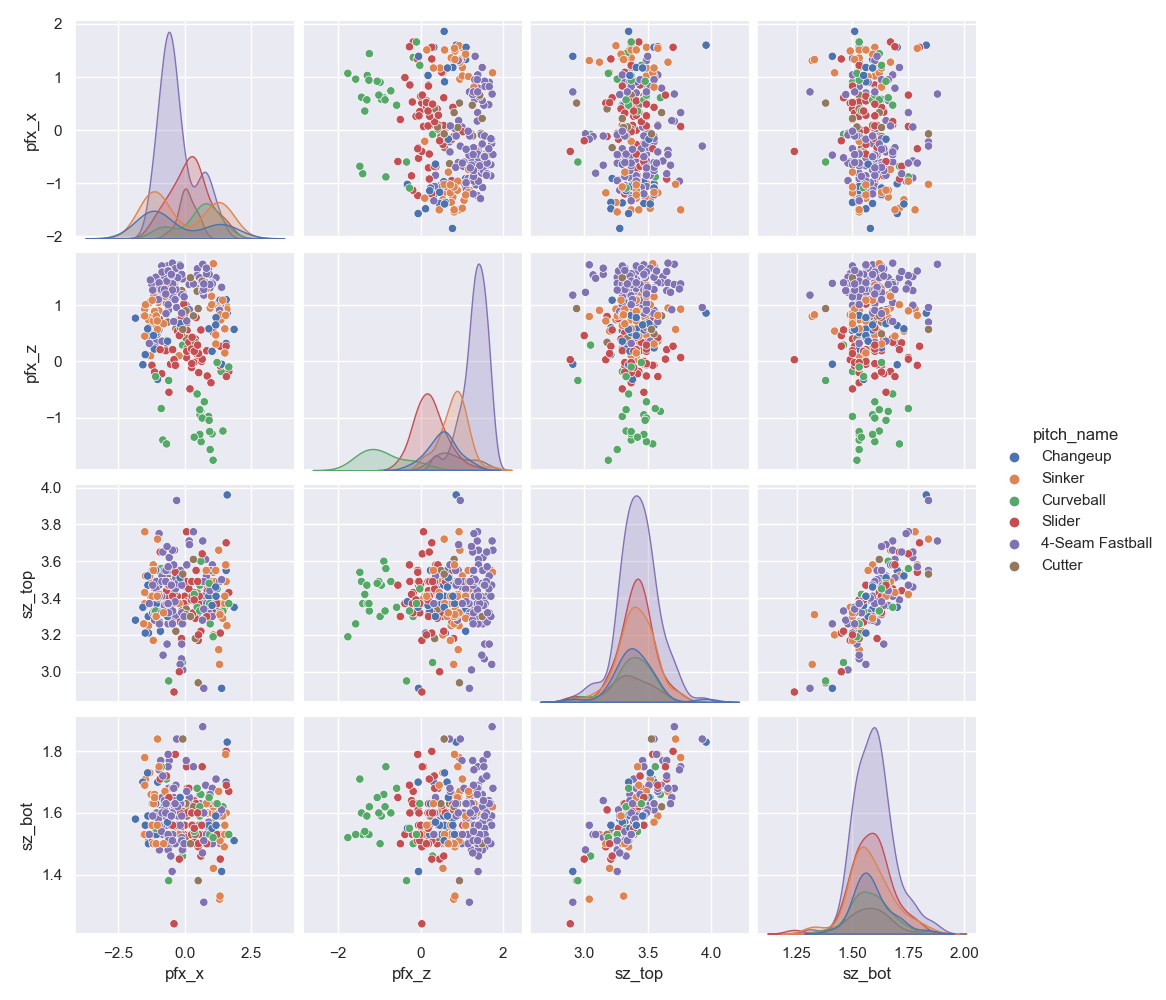 2
1
0
−1
−2
pfx_x
1
0
−1
pfx_z
4.0
3.8
3.6
3.4
3.2
3.0
sz_top
1.8
1.6
1.4
sz_bot
−2.5 0.0 2.5
pfx_x
−2 0 2
pfx_z
3.0 3.5 4.0
sz_top
1.25 1.50 1.75 2.00
sz_bot
pitch_name
Changeup
Sinker
Curveball
Slider
4-Seam Fastball
Cutter